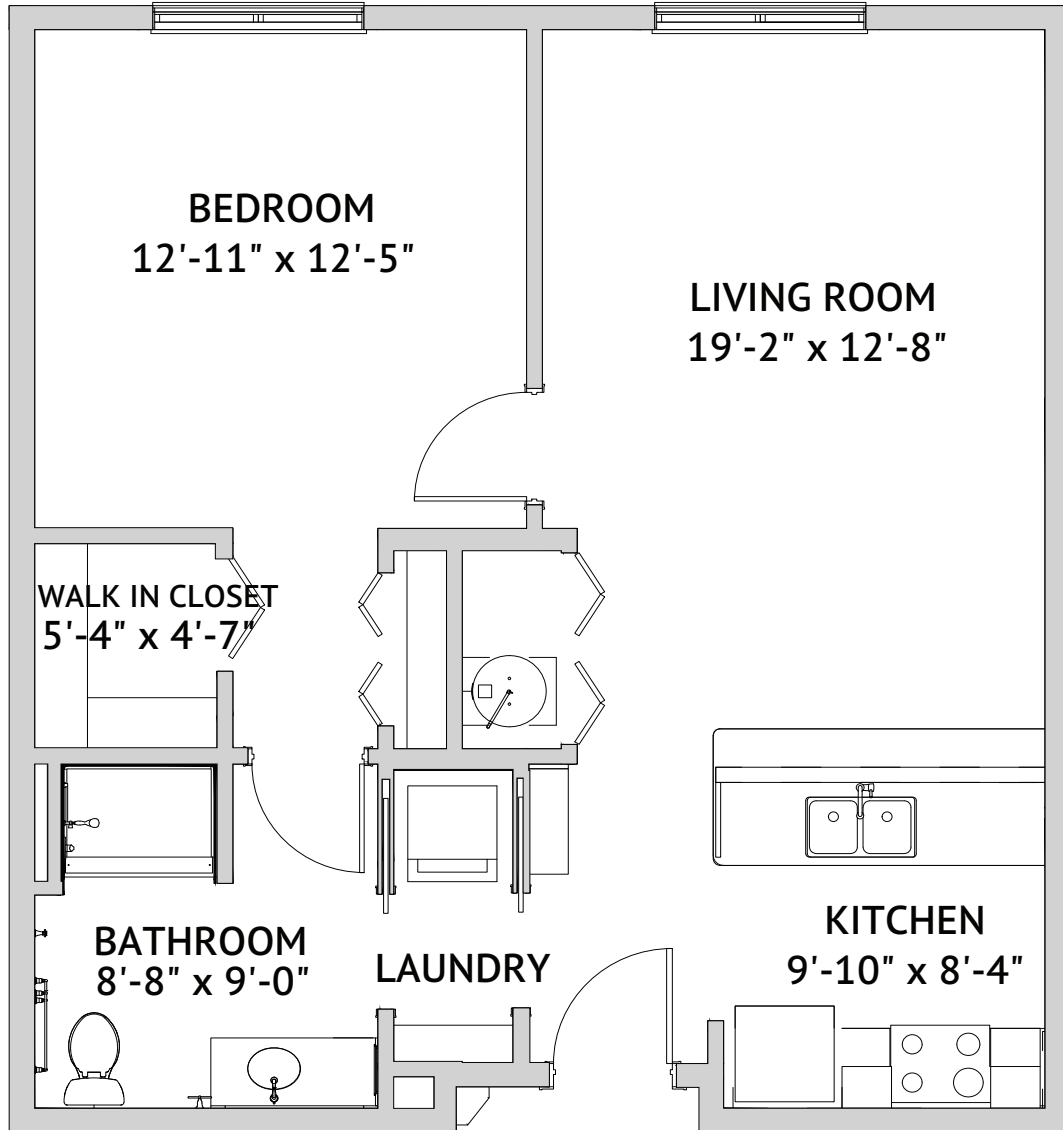 BEDROOM
12'-11" x 12'-5"
LIVING ROOM
19'-2" x 12'-8"
WALK IN CLOSET
5'-4" x 4'-7"
BATHROOM
8'-8" x 9'-0"
LAUNDRY
KITCHEN
9'-10" x 8'-4"